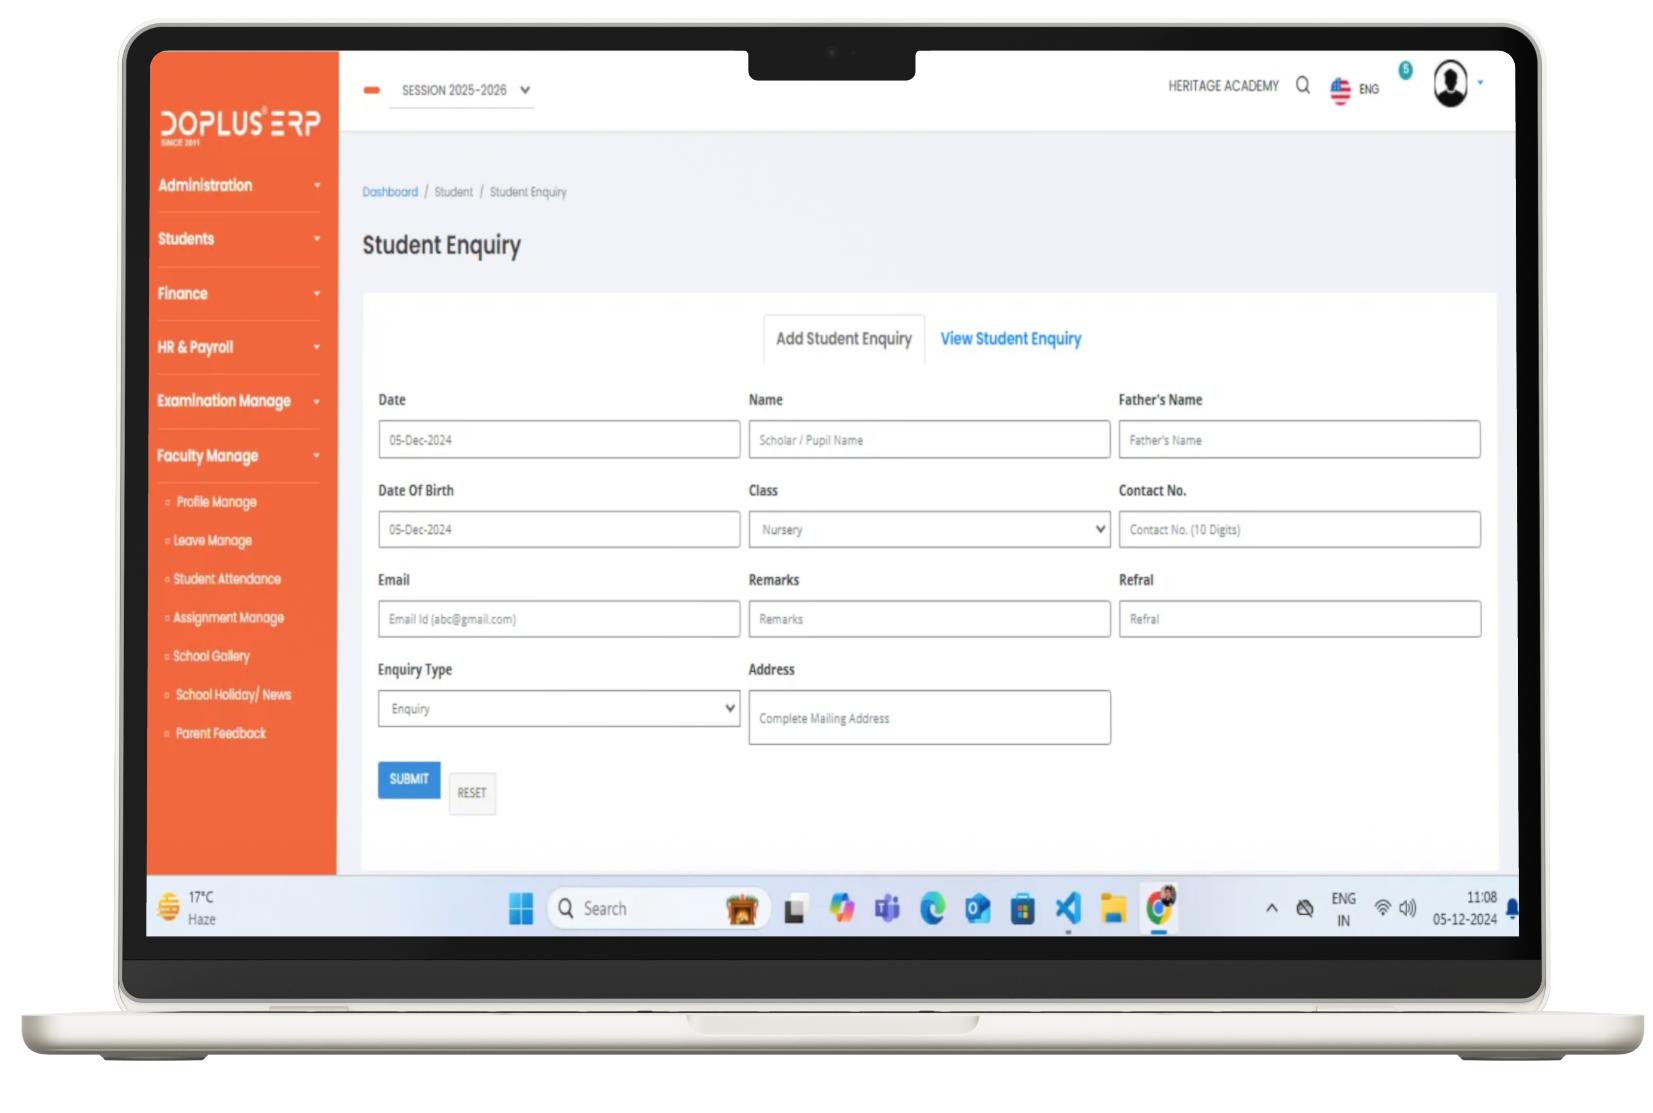 DOPLUS® ERP
SINCE 2011
Administration
Students
Finance
HR & Payroll
Examination Manage
Faculty Manage
Profile Manage
Leave Manage
Student Attendance
Assignment Manage
School Gallery
School Holiday/ News
Parent Feedback
SESSION 2025-2026
HERITAGE ACADEMY
ENG
5
Dashboard / Student / Student Enquiry
Student Enquiry
Add Student Enquiry View Student Enquiry
Date Name Father's Name
05-Dec-2024 Scholar / Pupil Name Father's Name
Date Of Birth Class Contact No.
05-Dec-2024 Nursery Contact No. (10 Digits)
Email Remarks Refral
Email Id (abc@gmail.com) Remarks Refral
Enquiry Type Address
Enquiry Complete Mailing Address
SUBMIT RESET
17°C
Haze
Search
ENG
IN
11:08
05-12-2024